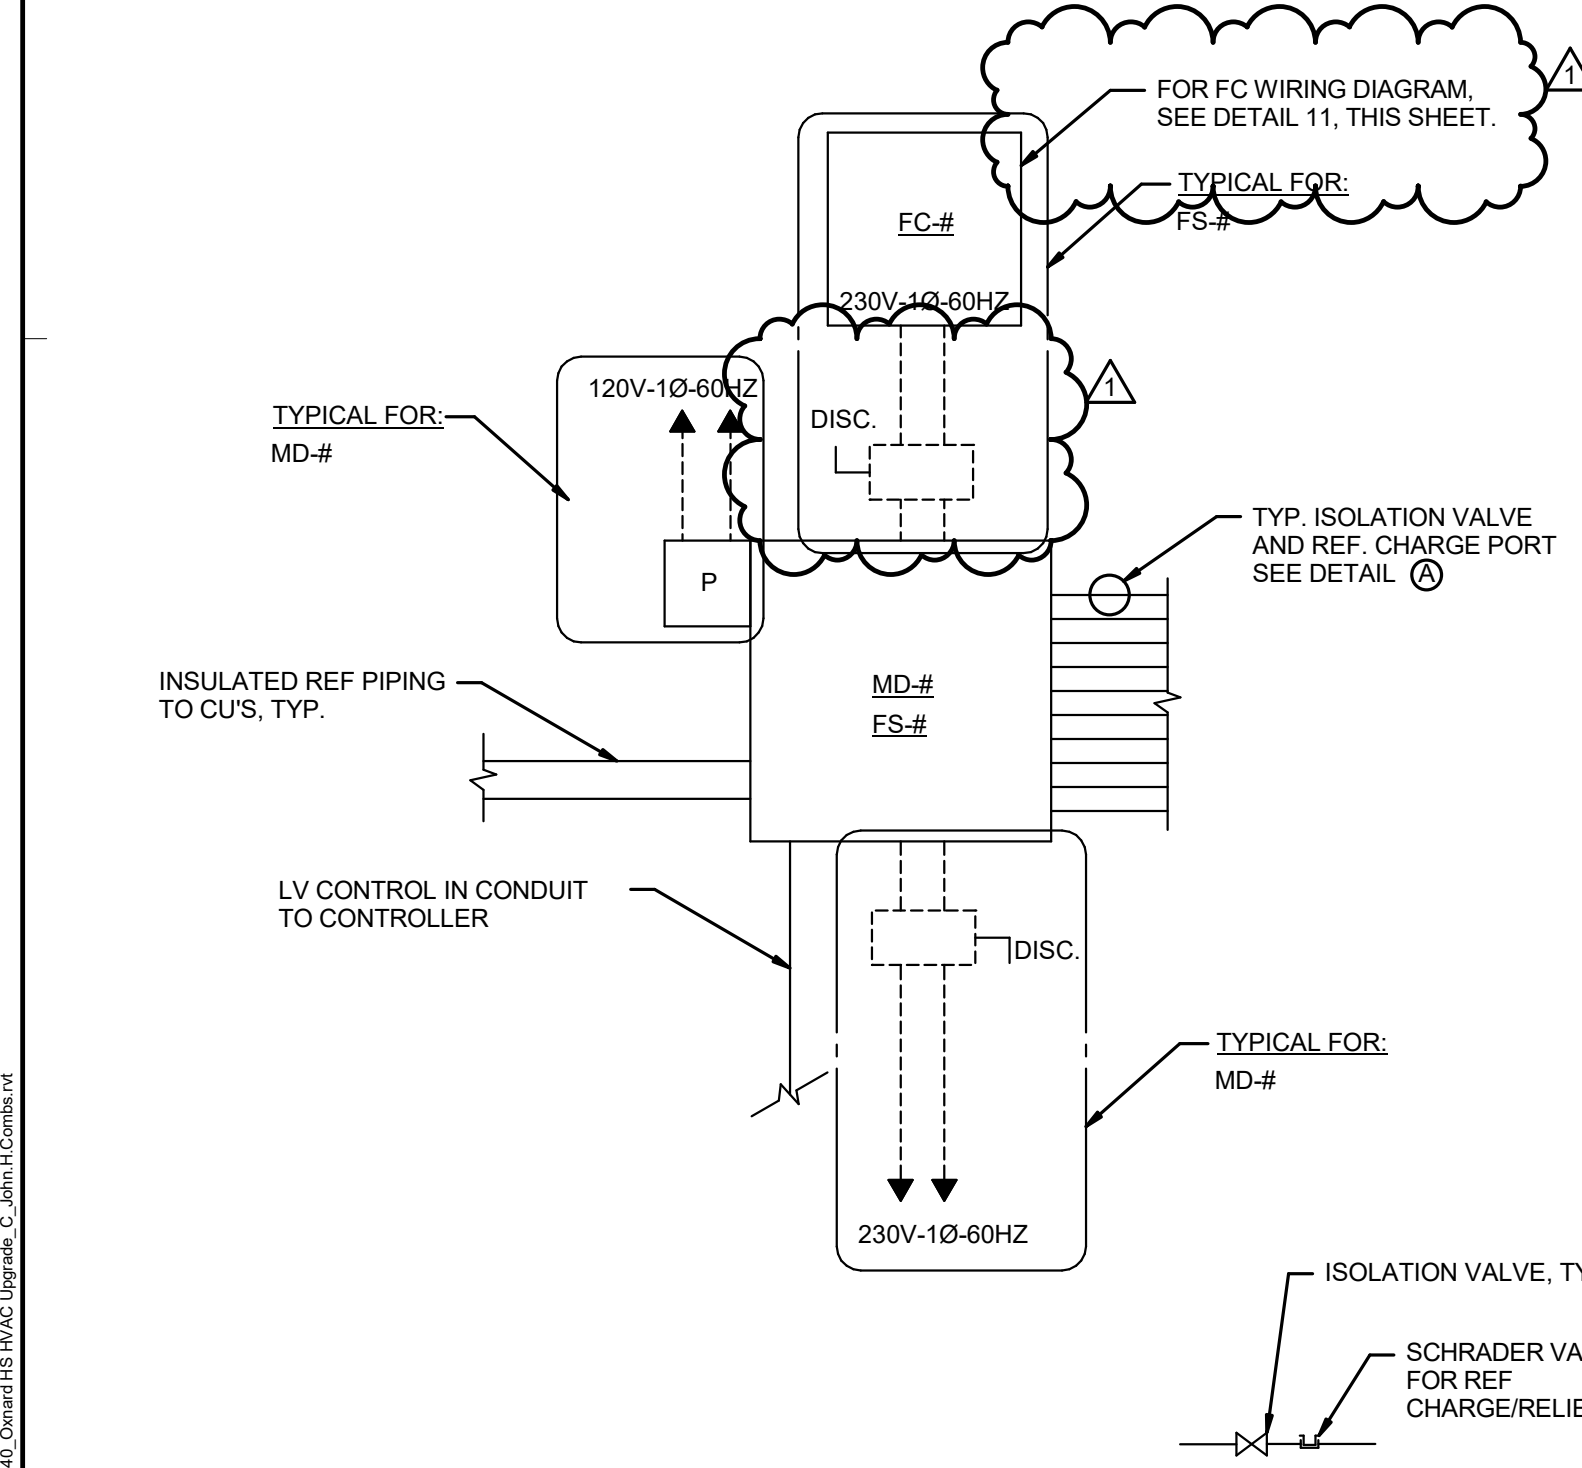 FOR FC WIRING DIAGRAM,
SEE DETAIL 11, THIS SHEET.
1
TYPICAL FOR:
FS-#
FC-#
230V-1Ø-60HZ
120V-1Ø-60HZ
1
TYPICAL FOR:
MD-#
DISC.
TYP. ISOLATION VALVE
AND REF. CHARGE PORT
SEE DETAIL A
P
INSULATED REF PIPING
TO CU'S, TYP.
MD-#
FS-#
LV CONTROL IN CONDUIT
TO CONTROLLER
DISC.
TYPICAL FOR:
MD-#
230V-1Ø-60HZ
ISOLATION VALVE, TY
SCHRADER VA
FOR REF
CHARGE/RELIE
40_Oxnard HS HVAC Upgrade_C_John.H.Combs.rvt